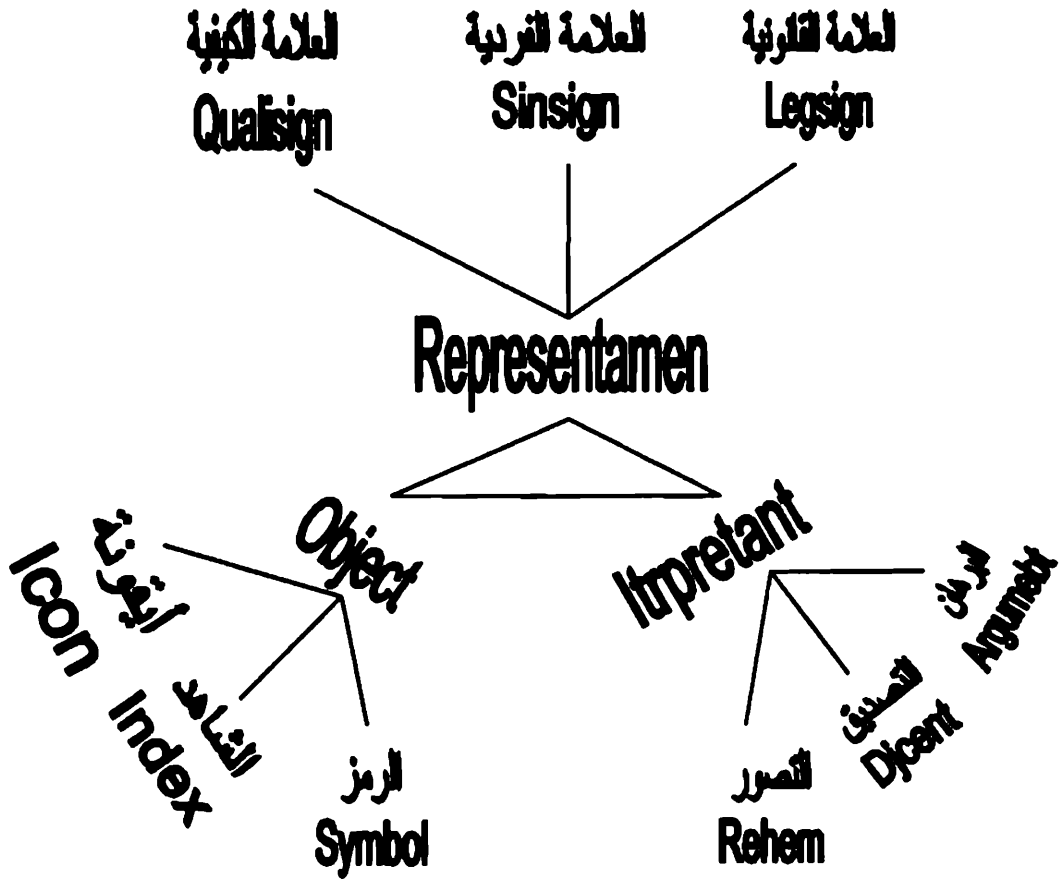 العلامة الكيفية
Qualisign
العلامة الفردية
Sinsign
العلامة القانونية
Legsign
Representamen
Object
Itrpretant
أيقونة
Icon
الشاهد
Index
الرمز
Symbol
التصور
Rehem
التصديق
Djcent
البرهان
Argumebt